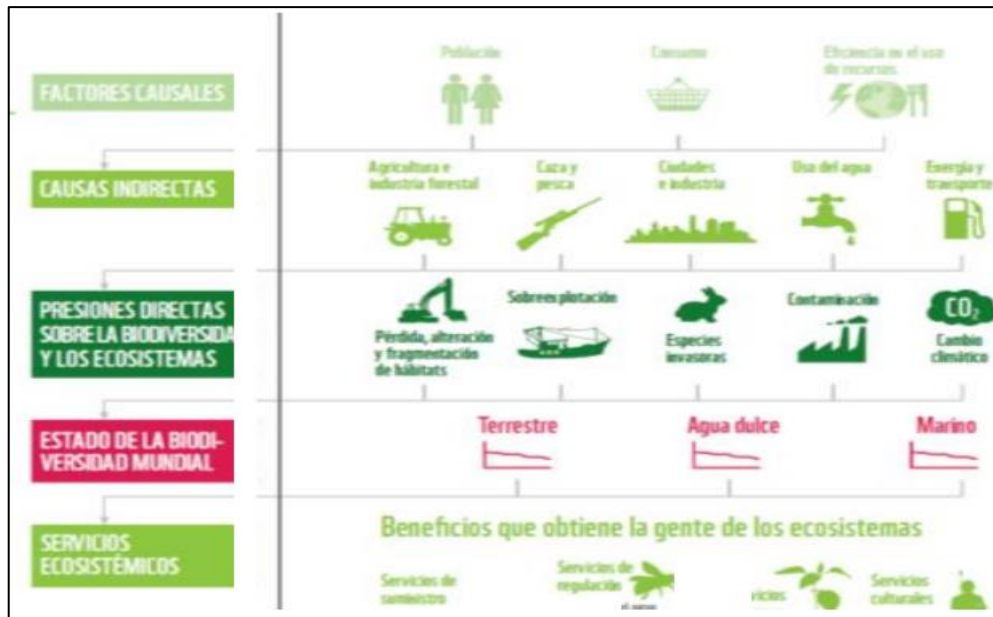 FACTORES CAUSALES
Población
Consumo
Eficiencia en el uso
de recursos
CAUSAS INDIRECTAS
Agricultura e
industria forestal
Caza y
pesca
Ciudades
e industria
Uso del agua
Energía y
transporte
PRESIONES DIRECTAS
SOBRE LA BIODIVERSIDA
Y LOS ECOSISTEMAS
Pérdida, alteración
y fragmentación
de hábitats
Sobreexplotación
Especies
invasoras
Contaminación
CO₂
Cambio
climático
ESTADO DE LA BIODI-
VERSIDAD MUNDIAL
Terrestre
Agua dulce
Marino
SERVICIOS
ECOSISTÉMICOS
Beneficios que obtiene la gente de los ecosistemas
Servicios de
suministro
Servicios de
regulación
vicios
Servicios
culturales